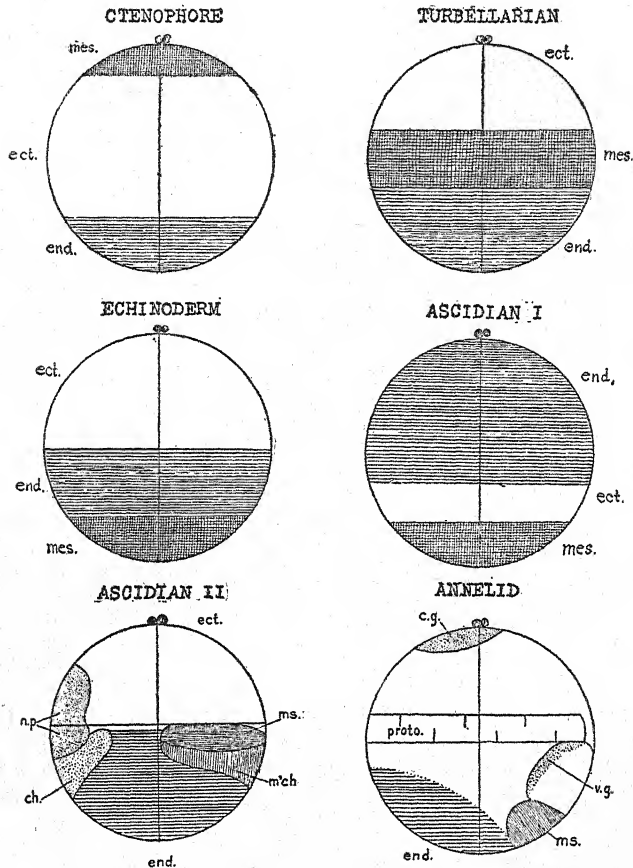 CTENOPHORE
mes.
ect.
end.
TURBELLARIAN
ect.
mes.
end.
ECHINODERM
ect.
end.
mes.
ASCIDIAN I
end.
ect.
mes.
ASCIDIAN II
ect.
n.p
ms.
ch.
m'ch
end.
ANNELID
c.g.
proto.
v.g.
ms.
end.